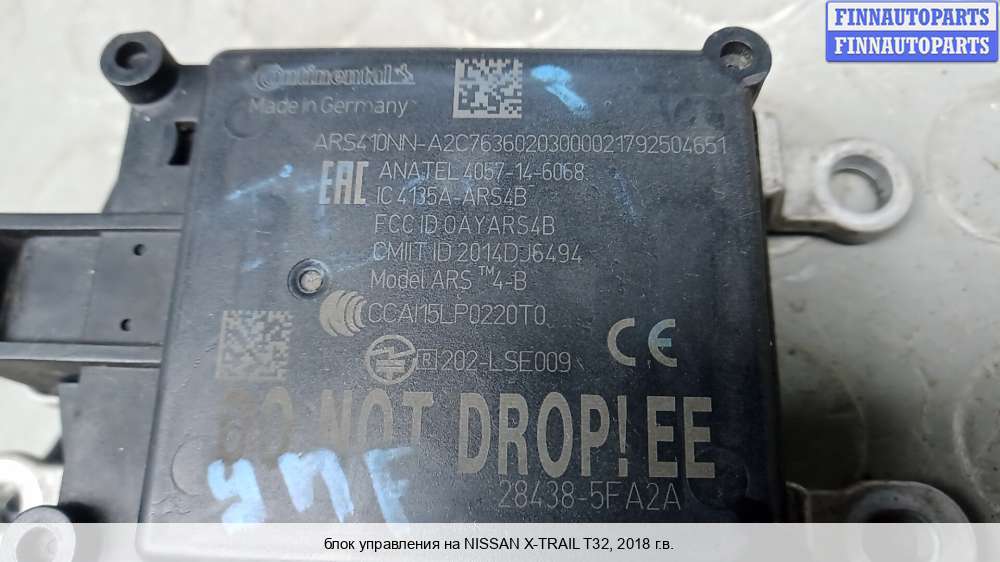 FINNAUTOPARTS
FINNAUTOPARTS
Continental
Made in Germany
ARS410NN-A2C76360203000021792504651
EAC ANATEL 4057-14-6068
IC 4135A-ARS4B
FCC ID OAYARS4B
CMIIT ID 2014DJ6494
Model ARS™4-B
CCAI15LP0220T0
R 202-LSE009 CE
DO NOT DROP! EE
28438-5FA2A
блок управления на NISSAN X-TRAIL T32, 2018 г.в.